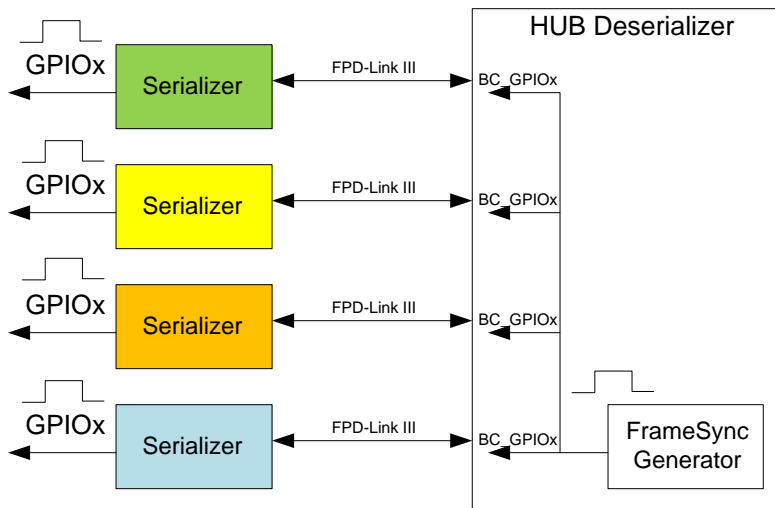 HUB Deserializer
GPIOx
Serializer
FPD-Link III
BC_GPIOx
GPIOx
Serializer
FPD-Link III
BC_GPIOx
GPIOx
Serializer
FPD-Link III
BC_GPIOx
GPIOx
Serializer
FPD-Link III
BC_GPIOx
FrameSync
Generator